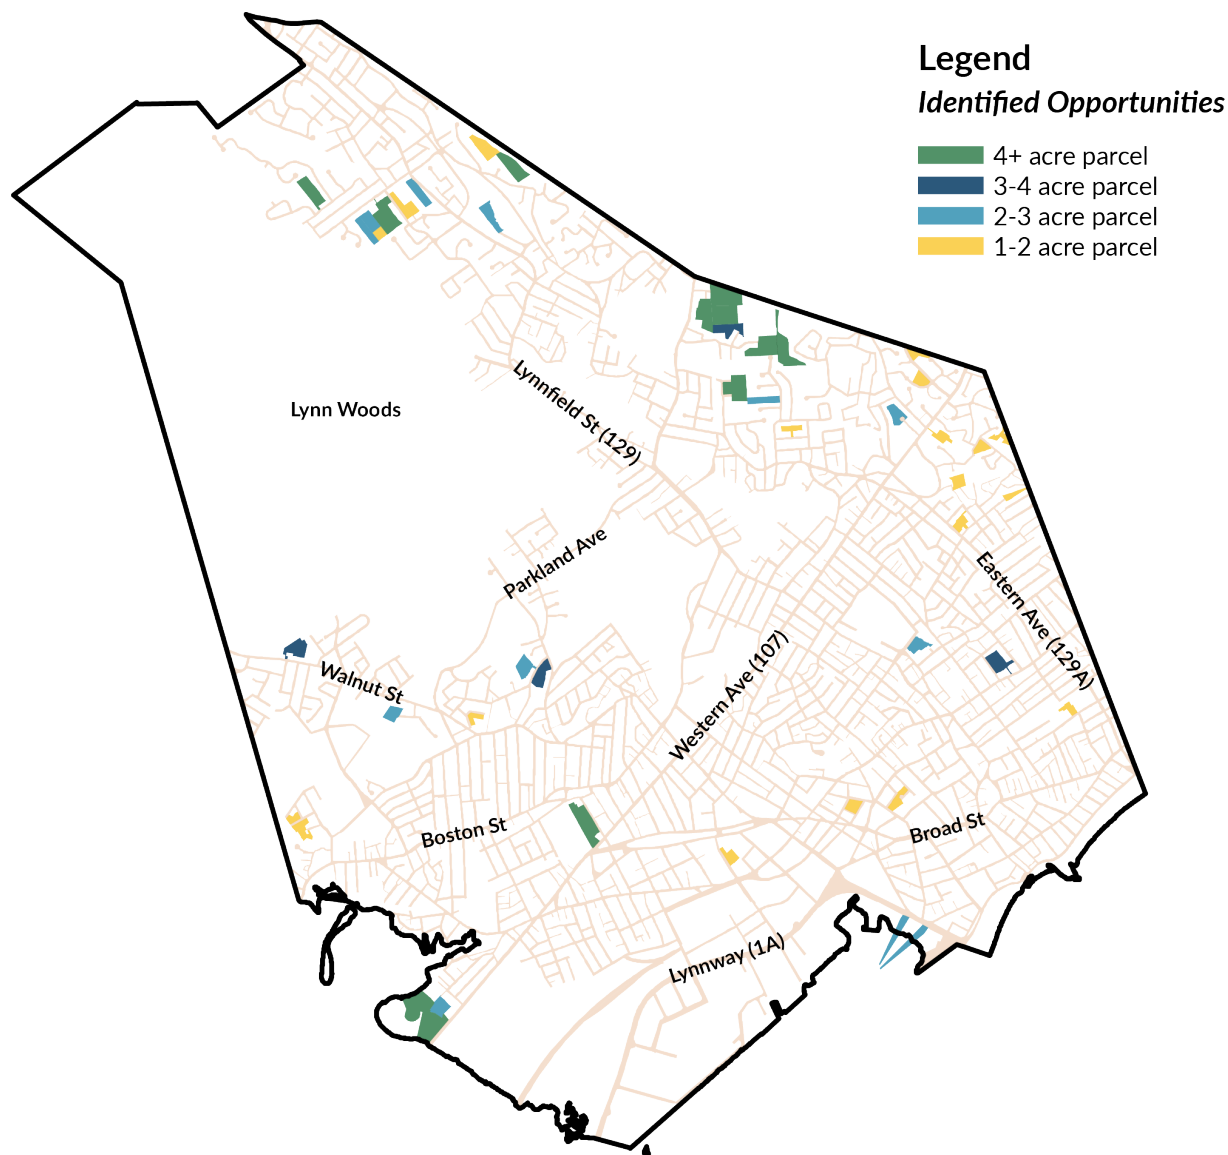 Legend
Identified Opportunities
4+ acre parcel
3-4 acre parcel
2-3 acre parcel
1-2 acre parcel
Lynn Woods
Lynnfield St (129)
Parkland Ave
Eastern Ave (129A)
Walnut St
Western Ave (107)
Boston St
Broad St
Lynnway (1A)